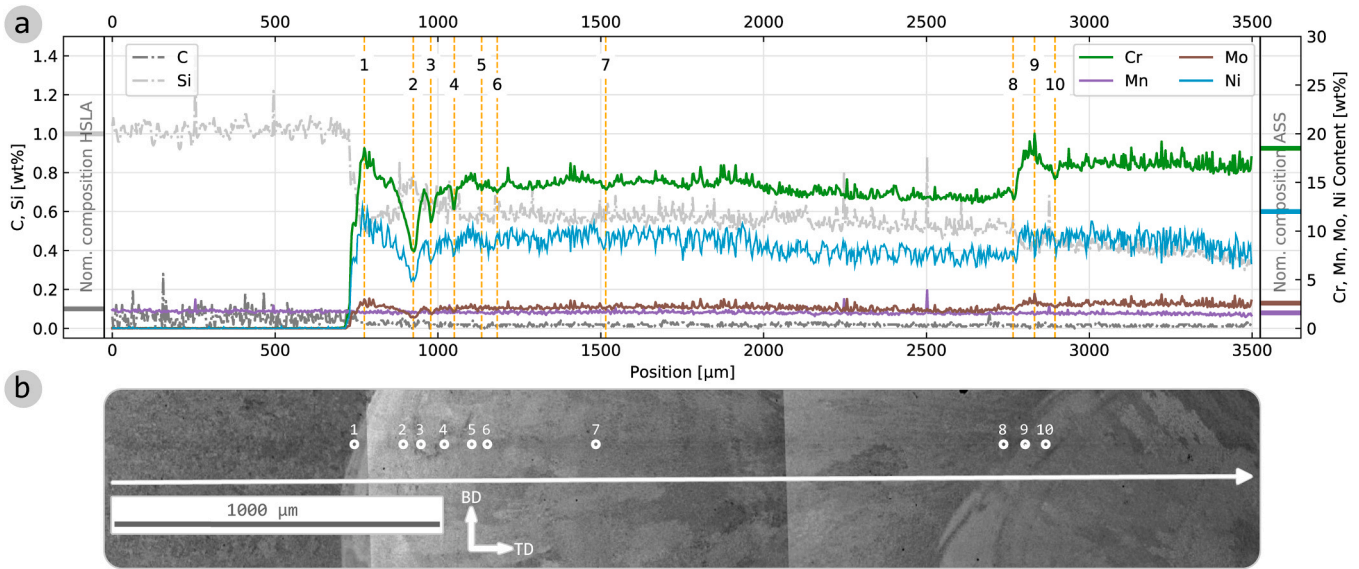 a
0 500 1000 1500 2000 2500 3000 3500
C, Si [wt%]
1.4
1.2
1.0
0.8
0.6
0.4
0.2
0.0
Nom. composition HSLA
C
Si
1 2 3 4 5 6 7 8 9 10
Cr Mo
Mn Ni
Nom. composition ASS
30
25
20
15
10
5
0
Cr, Mn, Mo, Ni Content [wt%]
0 500 1000 1500 2000 2500 3000 3500
Position [µm]
b
1 2 3 4 5 6 7 8 9 10
1000 µm
BD
TD